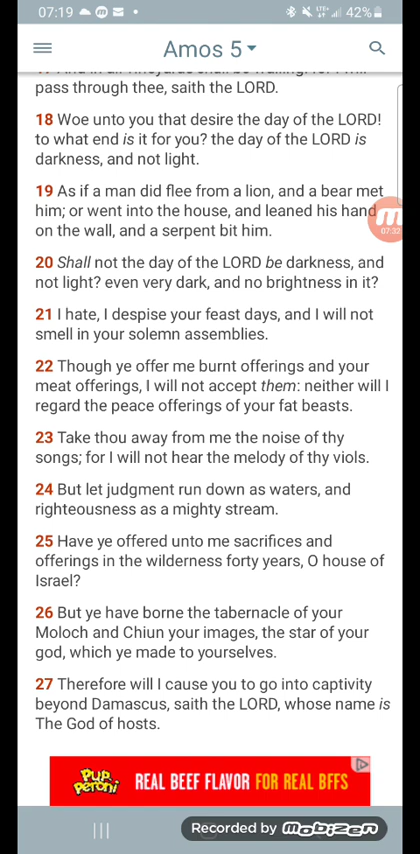 07:19 LTE+ 42%
Amos 5
pass through thee, saith the LORD.
18 Woe unto you that desire the day of the LORD!
to what end is it for you? the day of the LORD is
darkness, and not light.
19 As if a man did flee from a lion, and a bear met
him; or went into the house, and leaned his hand
on the wall, and a serpent bit him.
07:32
20 Shall not the day of the LORD be darkness, and
not light? even very dark, and no brightness in it?
21 I hate, I despise your feast days, and I will not
smell in your solemn assemblies.
22 Though ye offer me burnt offerings and your
meat offerings, I will not accept them: neither will I
regard the peace offerings of your fat beasts.
23 Take thou away from me the noise of thy
songs; for I will not hear the melody of thy viols.
24 But let judgment run down as waters, and
righteousness as a mighty stream.
25 Have ye offered unto me sacrifices and
offerings in the wilderness forty years, O house of
Israel?
26 But ye have borne the tabernacle of your
Moloch and Chiun your images, the star of your
god, which ye made to yourselves.
27 Therefore will I cause you to go into captivity
beyond Damascus, saith the LORD, whose name is
The God of hosts.
PUP-PERONI REAL BEEF FLAVOR FOR REAL BFFS
Recorded by mobizen